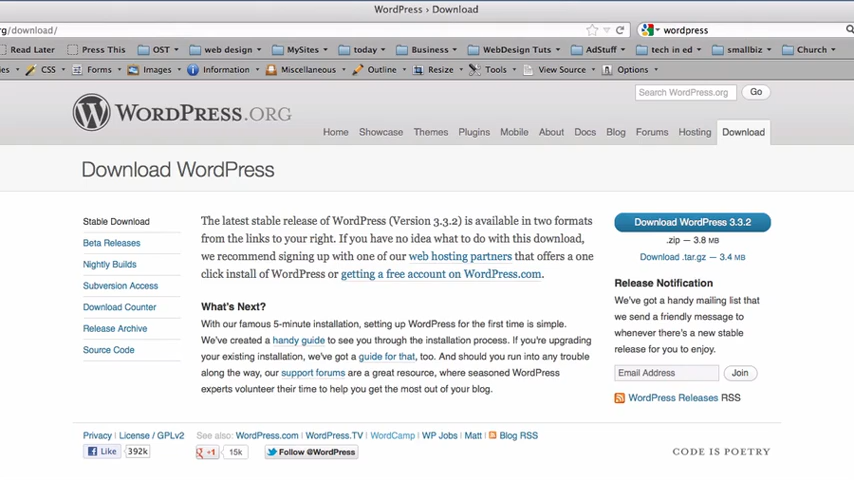 WordPress › Download
rg/download/
wordpress
Read Later Press This OST web design MySites today Business WebDesign Tuts AdStuff tech in ed smallbiz Church
ies CSS Forms Images Information Miscellaneous Outline Resize Tools View Source Options
Search WordPress.org Go
WORDPRESS.ORG
Home Showcase Themes Plugins Mobile About Docs Blog Forums Hosting Download
Download WordPress
Stable Download
Beta Releases
Nightly Builds
Subversion Access
Download Counter
Release Archive
Source Code
The latest stable release of WordPress (Version 3.3.2) is available in two formats
from the links to your right. If you have no idea what to do with this download,
we recommend signing up with one of our web hosting partners that offers a one
click install of WordPress or getting a free account on WordPress.com.
What's Next?
With our famous 5-minute installation, setting up WordPress for the first time is simple.
We've created a handy guide to see you through the installation process. If you're upgrading
your existing installation, we've got a guide for that, too. And should you run into any trouble
along the way, our support forums are a great resource, where seasoned WordPress
experts volunteer their time to help you get the most out of your blog.
Download WordPress 3.3.2
.zip — 3.8 MB
Download .tar.gz — 3.4 MB
Release Notification
We've got a handy mailing list that
we send a friendly message to
whenever there's a new stable
release for you to enjoy.
Email Address Join
WordPress Releases RSS
Privacy | License / GPLv2 See also: WordPress.com | WordPress.TV | WordCamp | WP Jobs | Matt | Blog RSS
Like 392k +1 15k Follow @WordPress
CODE IS POETRY